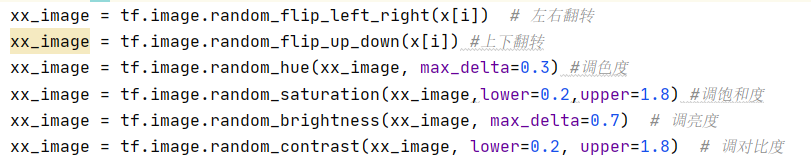 xx_image = tf.image.random_flip_left_right(x[i])  # 左右翻转
xx_image = tf.image.random_flip_up_down(x[i]) #上下翻转
xx_image = tf.image.random_hue(xx_image, max_delta=0.3) #调色度
xx_image = tf.image.random_saturation(xx_image,lower=0.2,upper=1.8) #调饱和度
xx_image = tf.image.random_brightness(xx_image, max_delta=0.7)  # 调亮度
xx_image = tf.image.random_contrast(xx_image, lower=0.2, upper=1.8)  # 调对比度